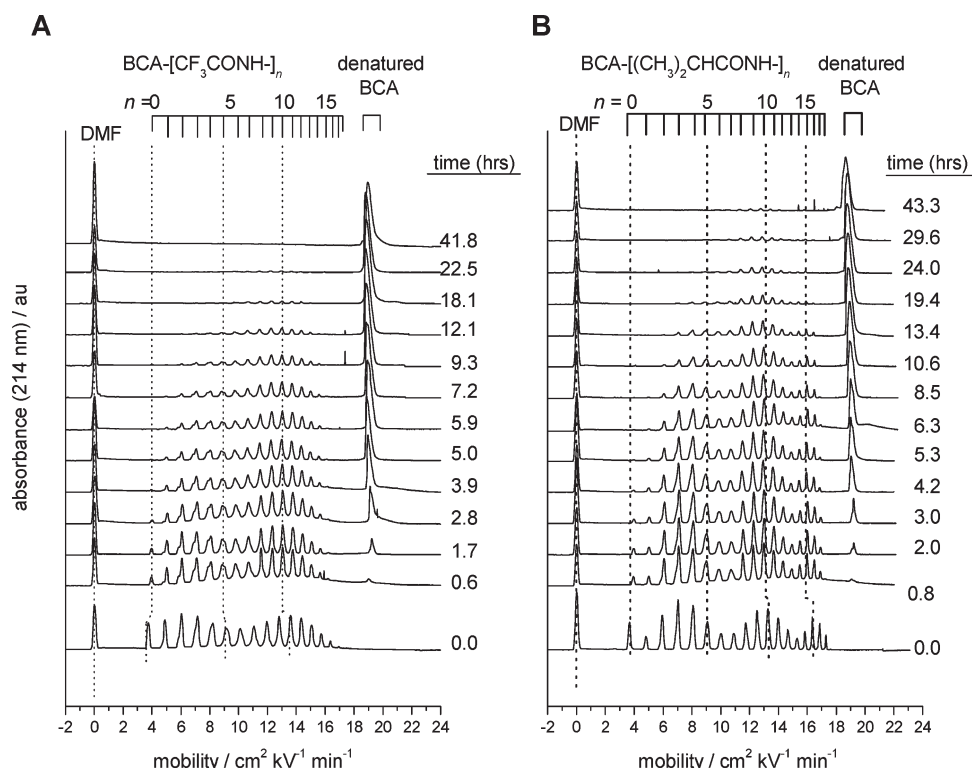 A
BCA-[CF3CONH-]n
denatured
BCA
n =0 5 10 15
DMF
time (hrs)
41.8
22.5
18.1
12.1
9.3
7.2
5.9
5.0
3.9
2.8
1.7
0.6
0.0
absorbance (214 nm) / au
-2 0 2 4 6 8 10 12 14 16 18 20 22 24
mobility / cm² kV⁻¹ min⁻¹
B
BCA-[(CH3)2CHCONH-]n
denatured
BCA
n = 0 5 10 15
DMF
time (hrs)
43.3
29.6
24.0
19.4
13.4
10.6
8.5
6.3
5.3
4.2
3.0
2.0
0.8
0.0
-2 0 2 4 6 8 10 12 14 16 18 20 22 24
mobility / cm² kV⁻¹ min⁻¹